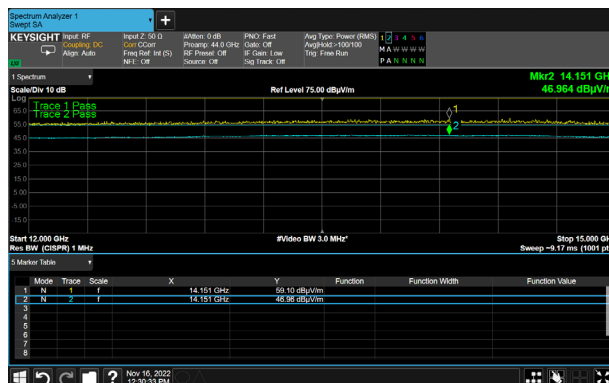 Spectrum Analyzer 1
Swept SA
KEYSIGHT Input: RF
Coupling: DC
Align: Auto
Input Z: 50 Ω
Corr CCorr
Freq Ref: Int (S)
NFE: Off
#Atten: 0 dB
Preamp: 44.0 GHz
RF Presel: Off
Source: Off
PNO: Fast
Gate: Off
IF Gain: Low
Sig Track: Off
Avg Type: Power (RMS)
Avg|Hold:>100/100
Trig: Free Run
1 2 3 4 5 6
M A W W W W
P A N N N N
1 Spectrum
Scale/Div 10 dB
Ref Level 75.00 dBµV/m
Mkr2 14.151 GH
46.964 dBµV/
Log
Trace 1 Pass
Trace 2 Pass
65.0
55.0
45.0
35.0
25.0
15.0
5.00
-5.00
-15.0
1
2
Start 12.000 GHz
Res BW (CISPR) 1 MHz
#Video BW 3.0 MHz*
Stop 15.000 GH
Sweep ~9.17 ms (1001 pt
5 Marker Table
Mode Trace Scale X Y Function Function Width Function Value
1 N 1 f 14.151 GHz 59.10 dBµV/m
2 N 2 f 14.151 GHz 46.96 dBµV/m
3
4
5
6
7
8
Nov 16, 2022
12:30:33 PM